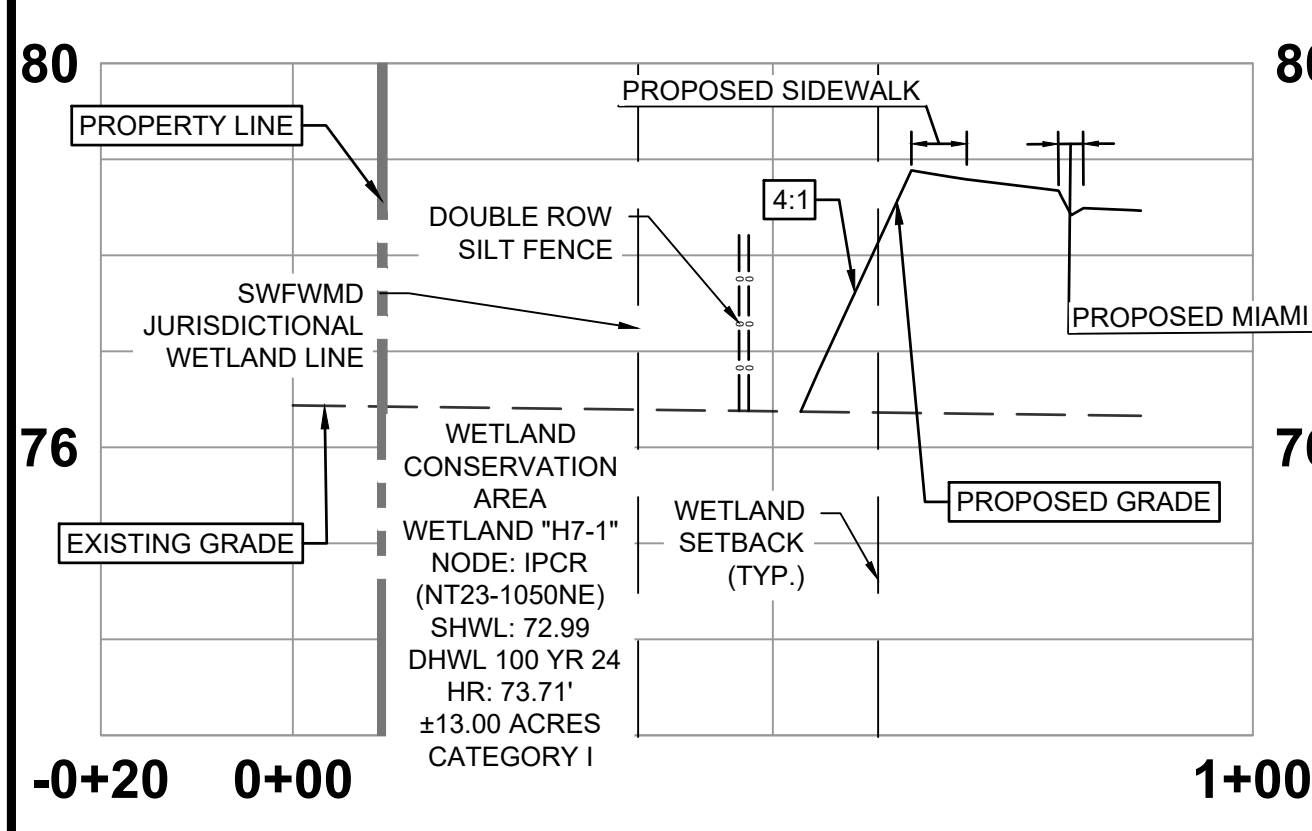 80
80
PROPOSED SIDEWALK
PROPERTY LINE
4:1
DOUBLE ROW
SILT FENCE
SWFWMD
JURISDICTIONAL
WETLAND LINE
PROPOSED MIAMI
76
WETLAND
CONSERVATION
AREA
WETLAND "H7-1"
NODE: IPCR
(NT23-1050NE)
SHWL: 72.99
DHWL 100 YR 24
HR: 73.71'
±13.00 ACRES
CATEGORY I
76
EXISTING GRADE
WETLAND
SETBACK
(TYP.)
PROPOSED GRADE
-0+20 0+00 1+00